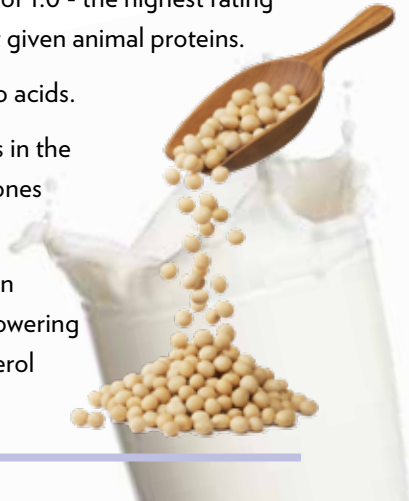 of 1.0 - the highest rating
given animal proteins.
acids.
s in the
ones
n
owering
erol